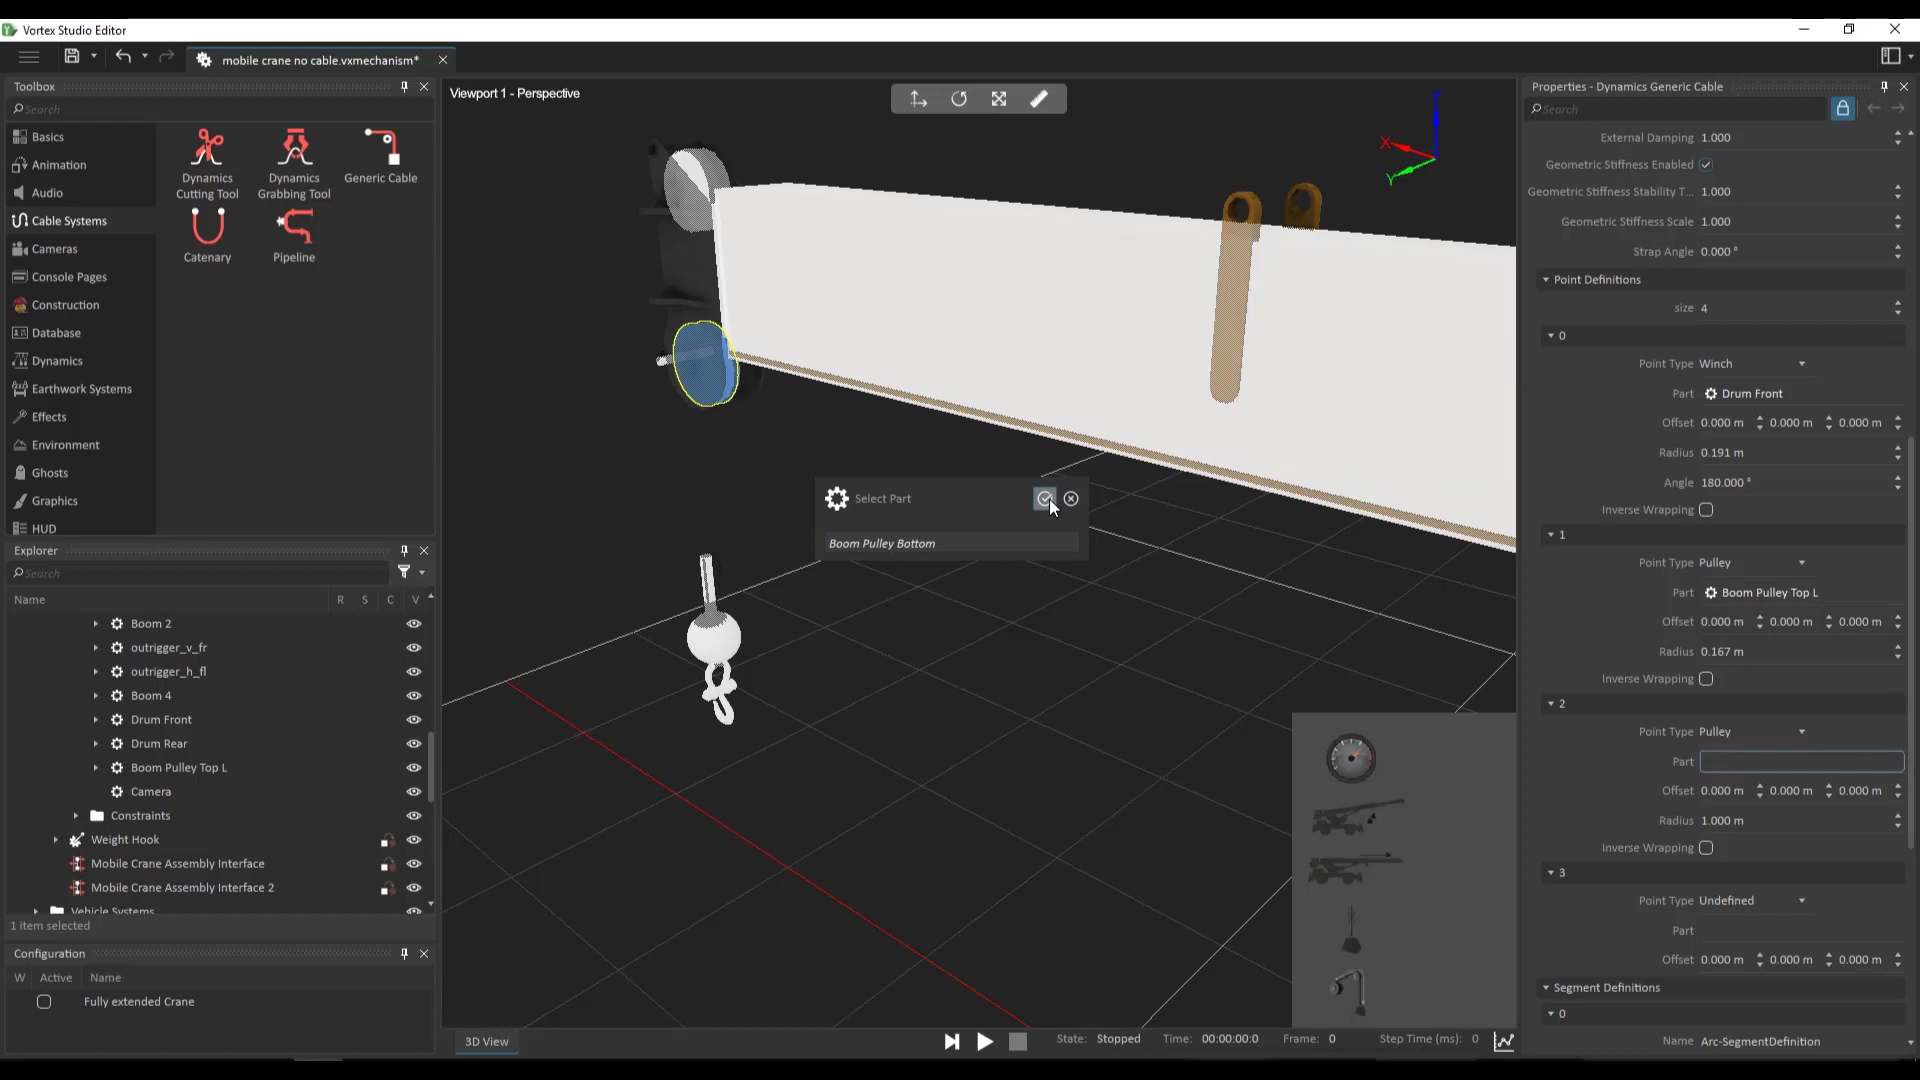 Vortex Studio Editor
mobile crane no cable.vxmechanism*
Toolbox
Search
Basics
Animation
Audio
Cable Systems
Cameras
Console Pages
Construction
Database
Dynamics
Earthwork Systems
Effects
Environment
Ghosts
Graphics
HUD
Dynamics Cutting Tool
Dynamics Grabbing Tool
Generic Cable
Catenary
Pipeline
Explorer
Search
Name R S C V
Boom 2
outrigger_v_fr
outrigger_h_fl
Boom 4
Drum Front
Drum Rear
Boom Pulley Top L
Camera
Constraints
Weight Hook
Mobile Crane Assembly Interface
Mobile Crane Assembly Interface 2
Vehicle Systems
1 item selected
Configuration
W Active Name
Fully extended Crane
Viewport 1 - Perspective
Z
X
Y
Select Part
Boom Pulley Bottom
3D View
State: Stopped Time: 00:00:00:0 Frame: 0 Step Time (ms): 0
Properties - Dynamics Generic Cable
Search
External Damping 1.000
Geometric Stiffness Enabled
Geometric Stiffness Stability T... 1.000
Geometric Stiffness Scale 1.000
Strap Angle 0.000 °
Point Definitions
size 4
0
Point Type Winch
Part Drum Front
Offset 0.000 m 0.000 m 0.000 m
Radius 0.191 m
Angle 180.000 °
Inverse Wrapping
1
Point Type Pulley
Part Boom Pulley Top L
Offset 0.000 m 0.000 m 0.000 m
Radius 0.167 m
Inverse Wrapping
2
Point Type Pulley
Part
Offset 0.000 m 0.000 m 0.000 m
Radius 1.000 m
Inverse Wrapping
3
Point Type Undefined
Part
Offset 0.000 m 0.000 m 0.000 m
Segment Definitions
0
Name Arc-SegmentDefinition